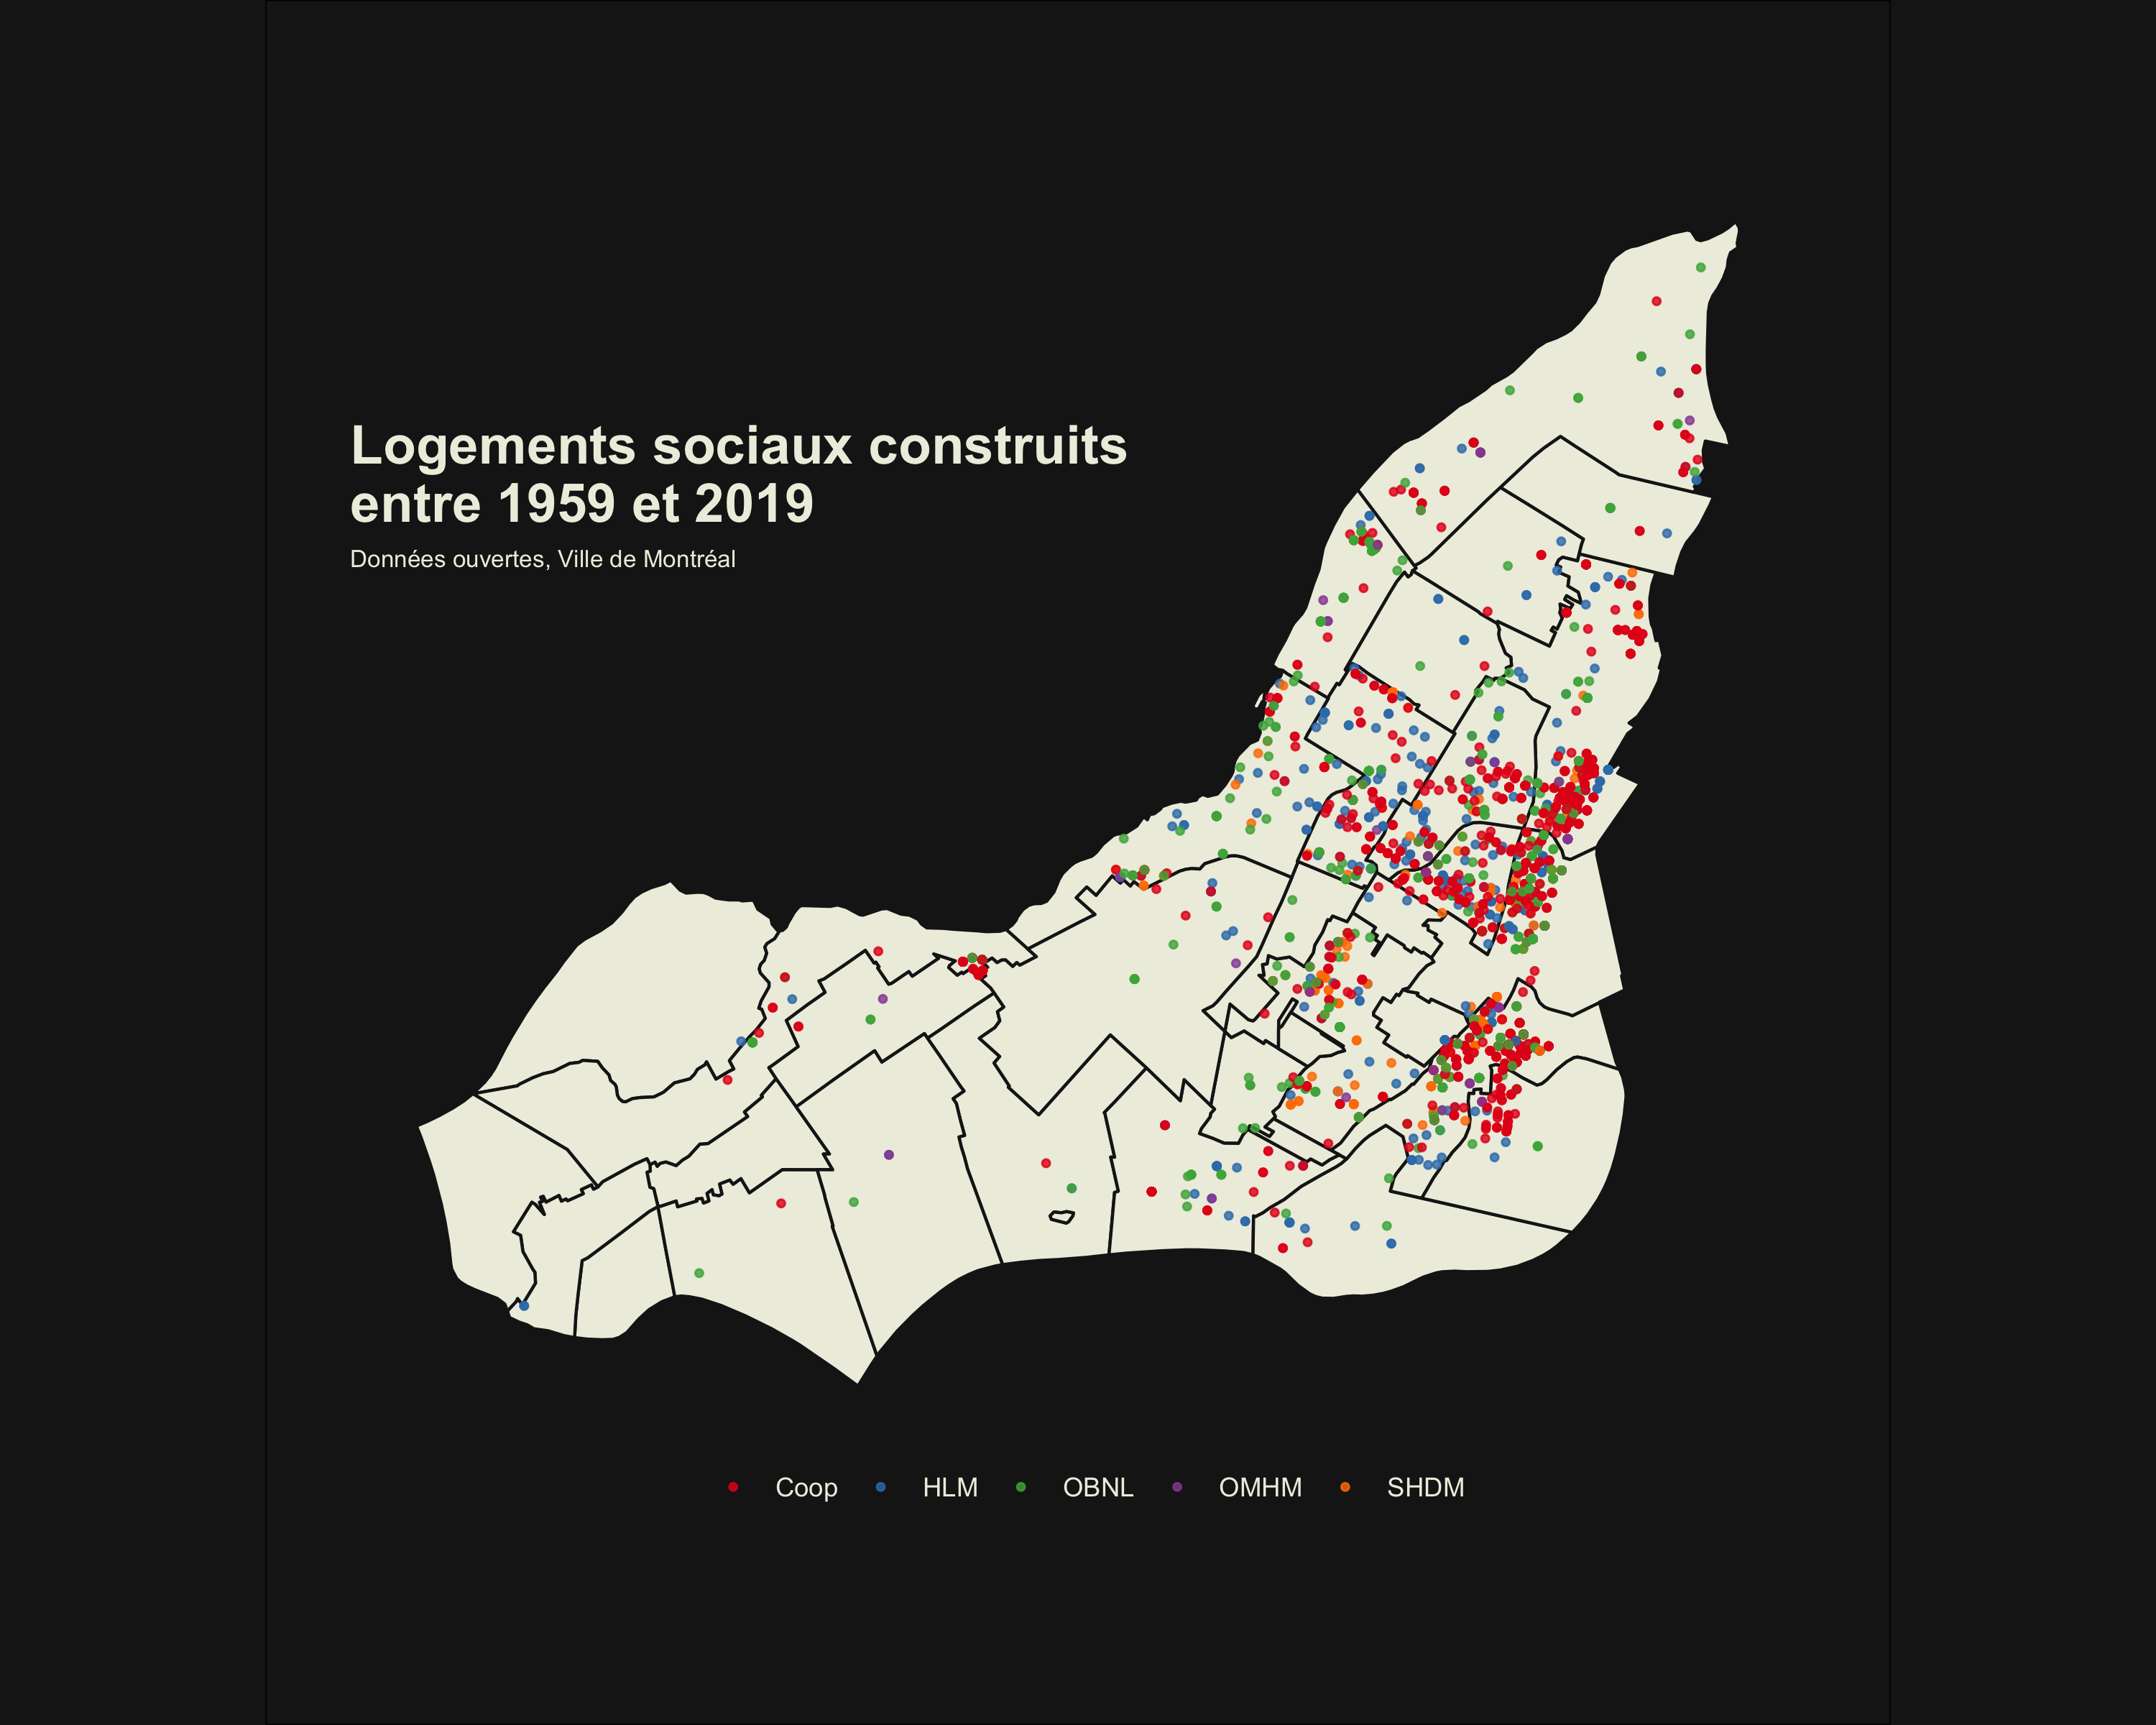 Logements sociaux construits
entre 1959 et 2019
Données ouvertes, Ville de Montréal
Coop HLM OBNL OMHM SHDM